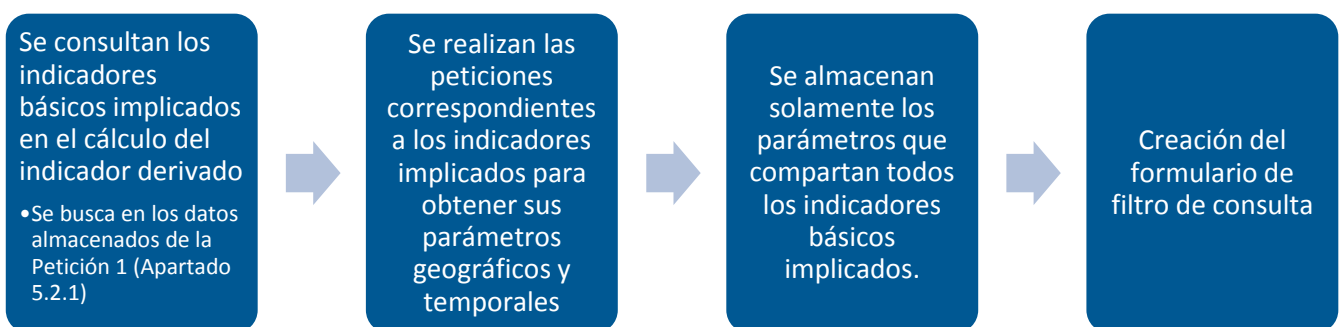 Se consultan los
indicadores
básicos implicados
en el cálculo del
indicador derivado
•Se busca en los datos
almacenados de la
Petición 1 (Apartado
5.2.1)
Se realizan las
peticiones
correspondientes
a los indicadores
implicados para
obtener sus
parámetros
geográficos y
temporales
Se almacenan
solamente los
parámetros que
compartan todos
los indicadores
básicos
implicados.
Creación del
formulario de
filtro de consulta